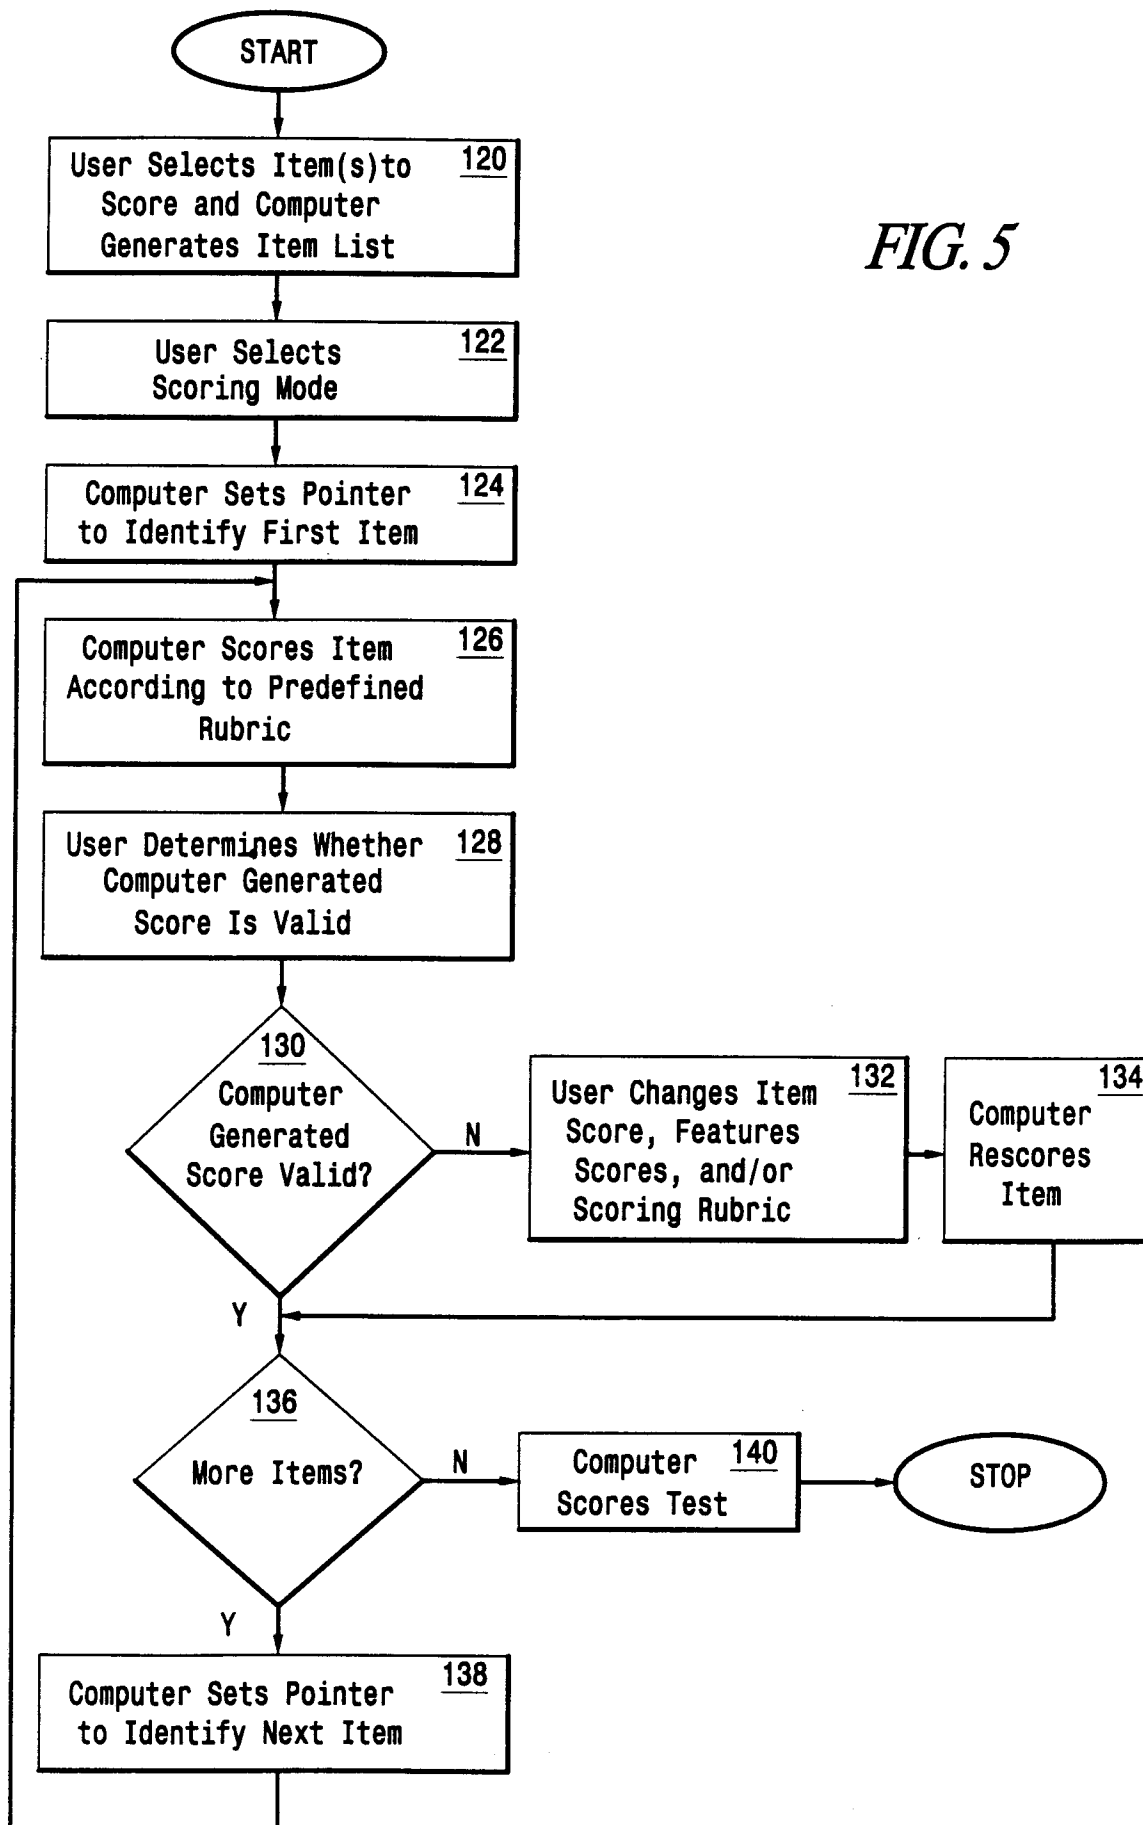 START
120
User Selects Item(s)to
Score and Computer
Generates Item List
FIG. 5
122
User Selects
Scoring Mode
124
Computer Sets Pointer
to Identify First Item
126
Computer Scores Item
According to Predefined
Rubric
128
User Determines Whether
Computer Generated
Score Is Valid
130
Computer
Generated
Score Valid?
N
132
User Changes Item
Score, Features
Scores, and/or
Scoring Rubric
134
Computer
Rescores
Item
Y
136
More Items?
N
140
Computer
Scores Test
STOP
Y
138
Computer Sets Pointer
to Identify Next Item